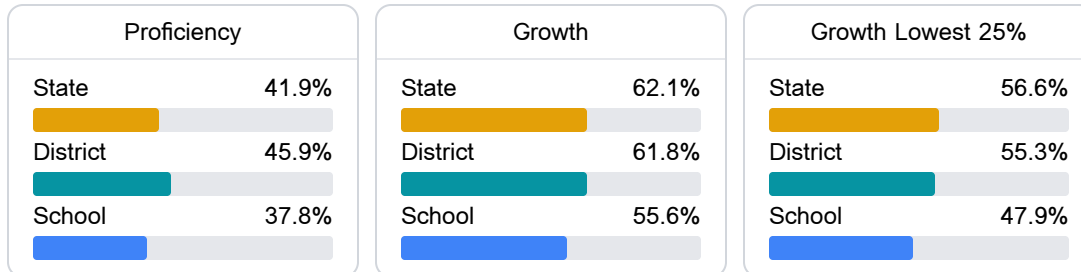 Proficiency
State 41.9%
District 45.9%
School 37.8%
Growth
State 62.1%
District 61.8%
School 55.6%
Growth Lowest 25%
State 56.6%
District 55.3%
School 47.9%